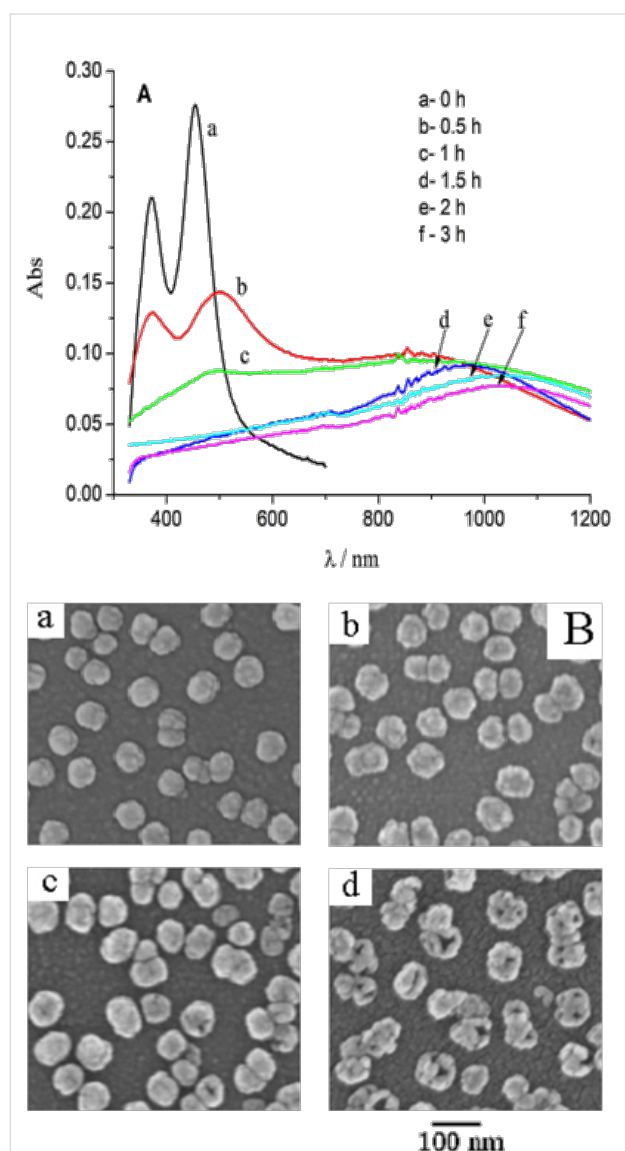 0.30
A
a
a- 0 h
b- 0.5 h
0.25
c- 1 h
d- 1.5 h
e- 2 h
0.20
f - 3 h
Abs
0.15
b
d
e
f
c
0.10
0.05
0.00
400
600
800
1000
1200
λ / nm
a
b
B
c
d
100 nm